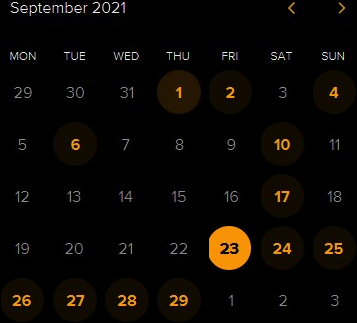 September 2021 < >
MON TUE WED THU FRI SAT SUN
29 30 31 1 2 3 4
5 6 7 8 9 10 11
12 13 14 15 16 17 18
19 20 21 22 23 24 25
26 27 28 29 1 2 3